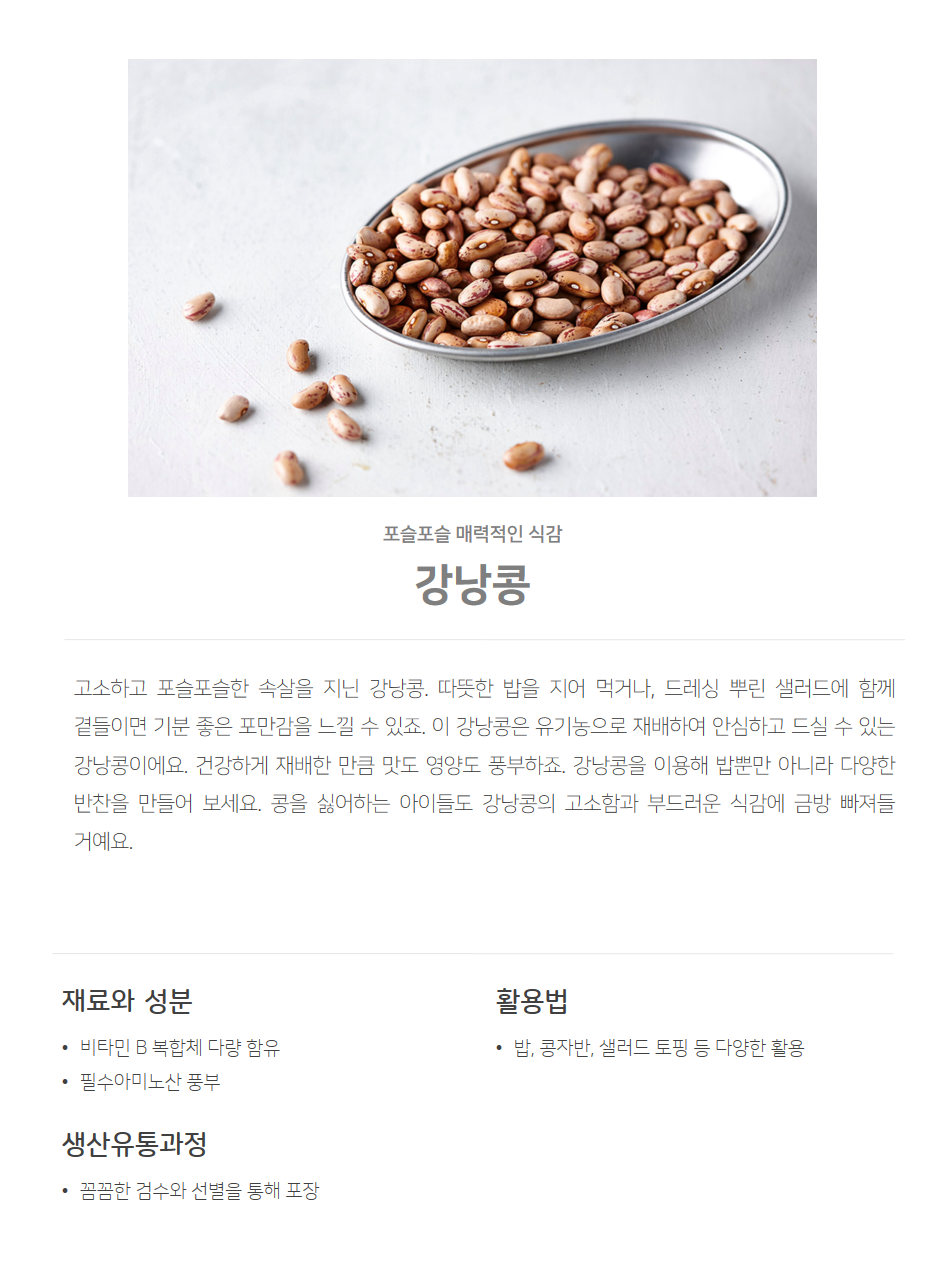 포슬포슬 매력적인 식감
강낭콩
고소하고 포슬포슬한 속살을 지닌 강낭콩. 따뜻한 밥을 지어 먹거나, 드레싱 뿌린 샐러드에 함께
곁들이면 기분 좋은 포만감을 느낄 수 있죠. 이 강낭콩은 유기농으로 재배하여 안심하고 드실 수 있는
강낭콩이에요. 건강하게 재배한 만큼 맛도 영양도 풍부하죠. 강낭콩을 이용해 밥뿐만 아니라 다양한
반찬을 만들어 보세요. 콩을 싫어하는 아이들도 강낭콩의 고소함과 부드러운 식감에 금방 빠져들
거예요.
재료와 성분
• 비타민 B 복합체 다량 함유
• 필수아미노산 풍부
활용법
• 밥, 콩자반, 샐러드 토핑 등 다양한 활용
생산유통과정
• 꼼꼼한 검수와 선별을 통해 포장